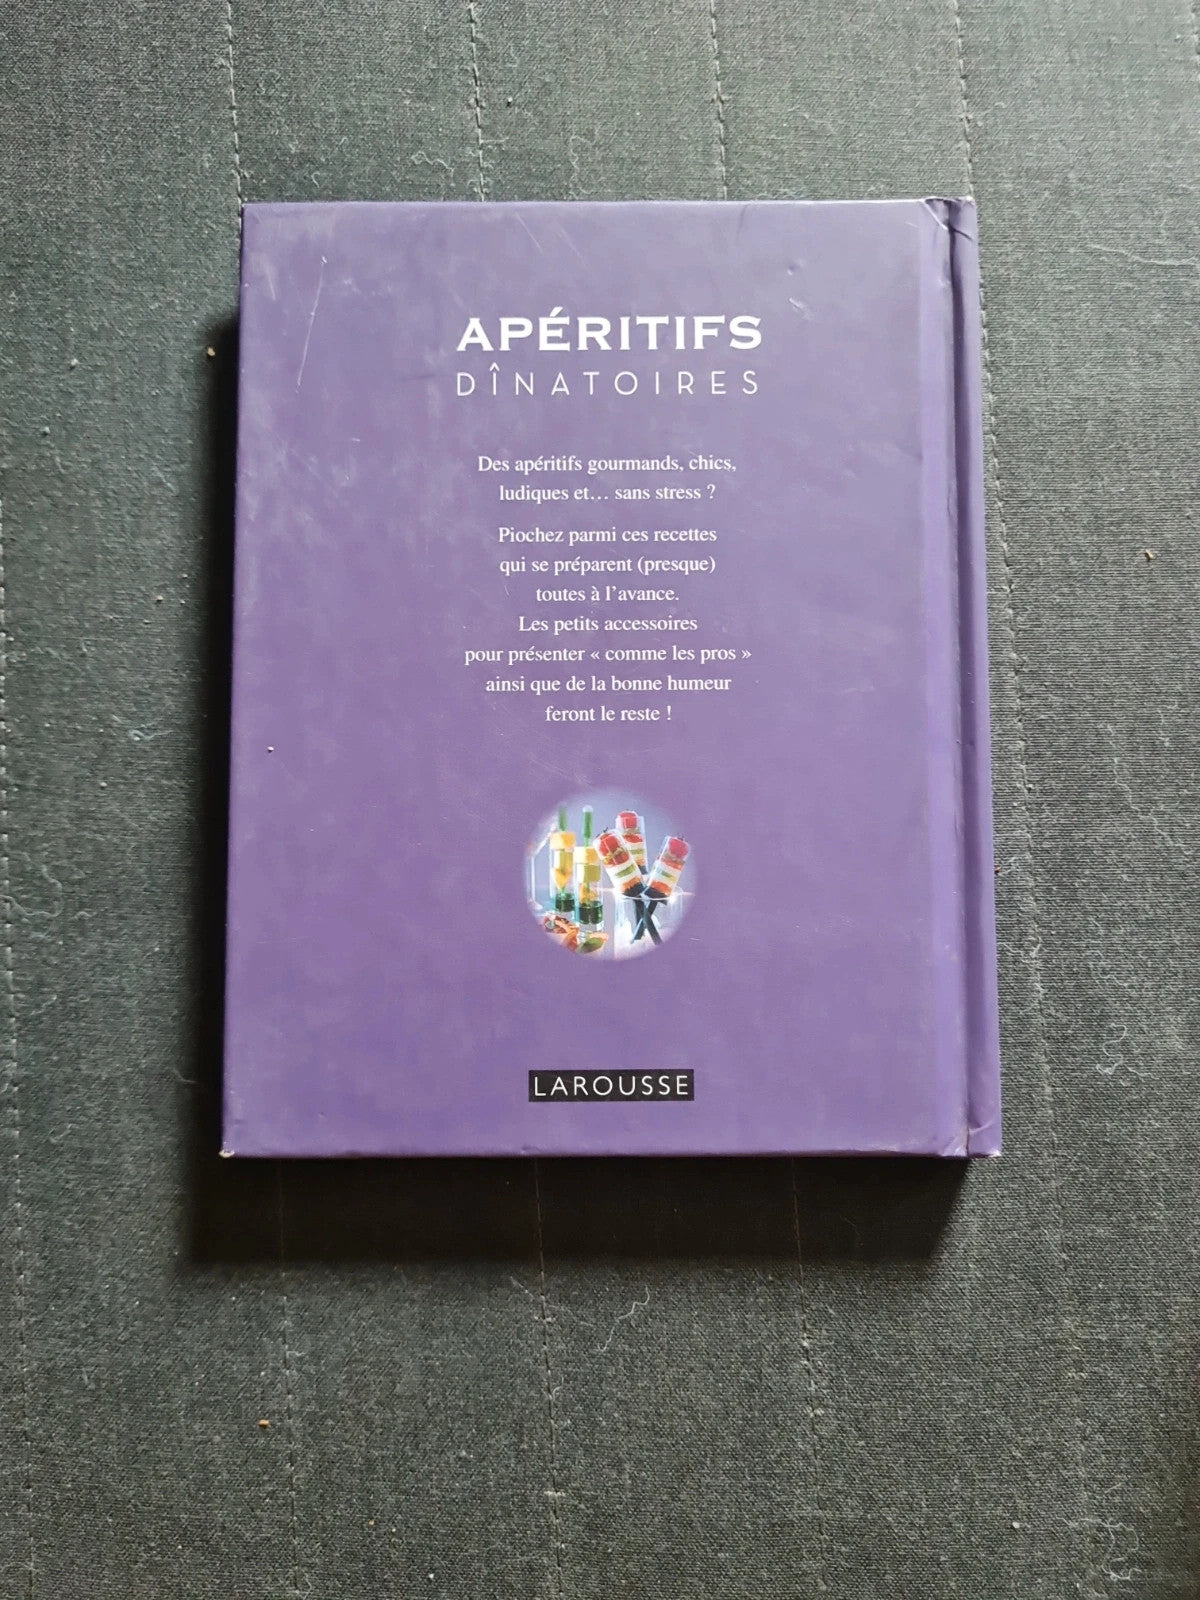 APÉRITIFS
DÎNATOIRES
Des apéritifs gourmands, chics,
ludiques et… sans stress ?
Piochez parmi ces recettes
qui se préparent (presque)
toutes à l’avance.
Les petits accessoires
pour présenter « comme les pros »
ainsi que de la bonne humeur
feront le reste !
LAROUSSE